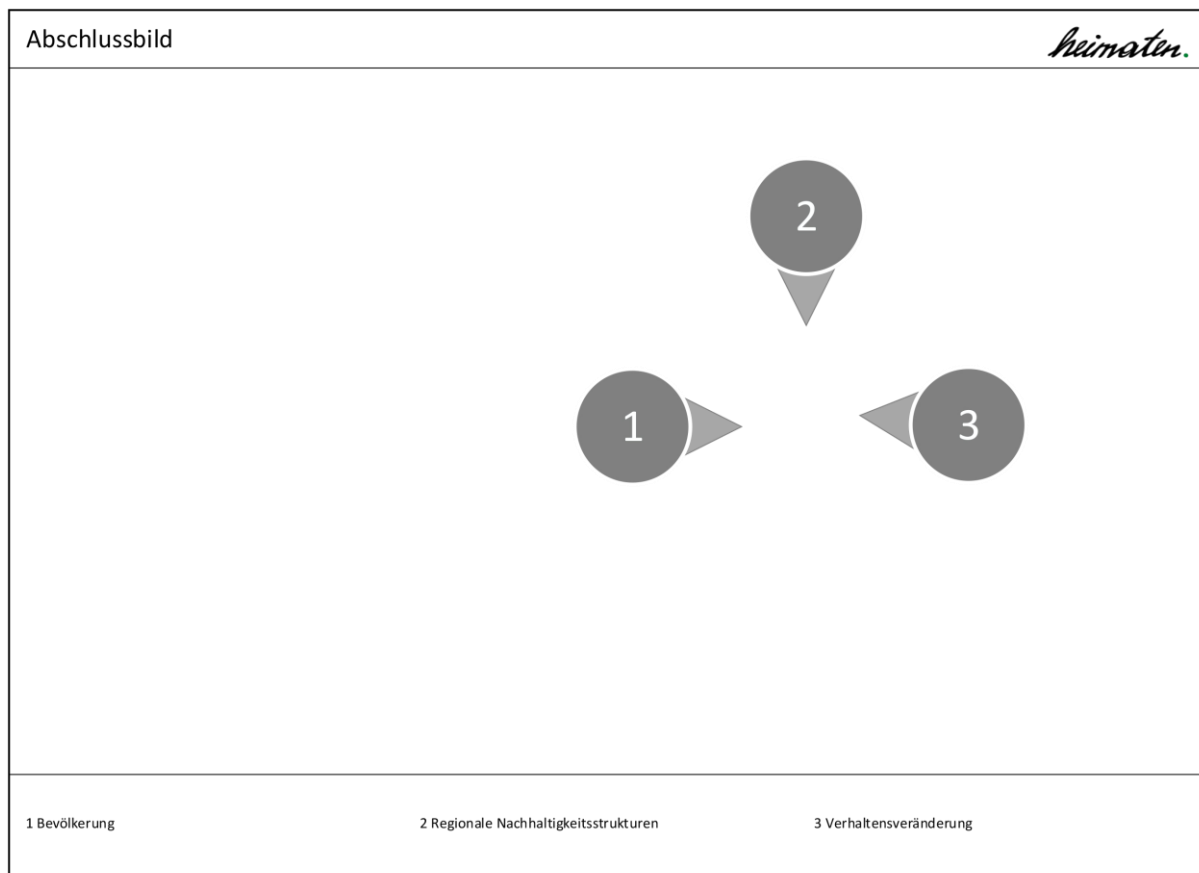 Abschlussbild
heimaten.
2
1
3
1 Bevölkerung
2 Regionale Nachhaltigkeitsstrukturen
3 Verhaltensveränderung